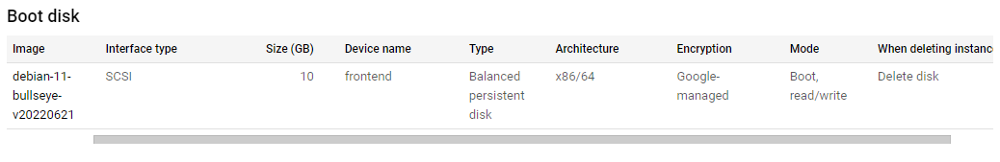 Boot disk
Image Interface type Size (GB) Device name Type Architecture Encryption Mode When deleting instanc
debian-11- SCSI 10 frontend Balanced x86/64 Google- Boot, Delete disk
bullseye- persistent managed read/write
v20220621 disk